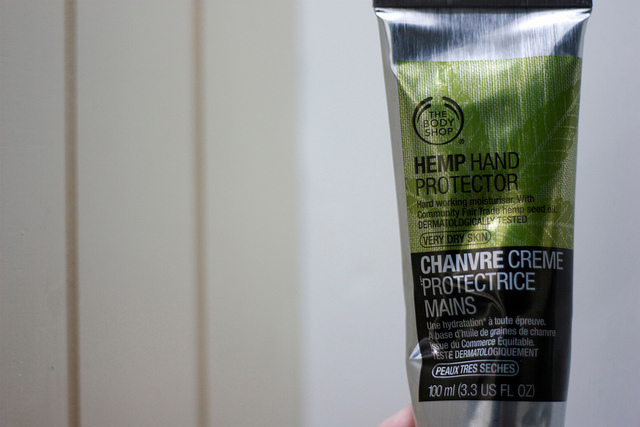 THE
BODY
SHOP®
HEMP HAND
PROTECTOR
Hard working moisturiser. With
Community Fair Trade hemp seed oil.
DERMATOLOGICALLY TESTED
VERY DRY SKIN
CHANVRE CREME
PROTECTRICE
MAINS
Une hydratation* à toute épreuve.
A base d'huile de graines de chanvre
issue du Commerce Équitable.
TESTÉ DERMATOLOGIQUEMENT
PEAUX TRES SECHES
100 ml (3.3 US FL OZ)